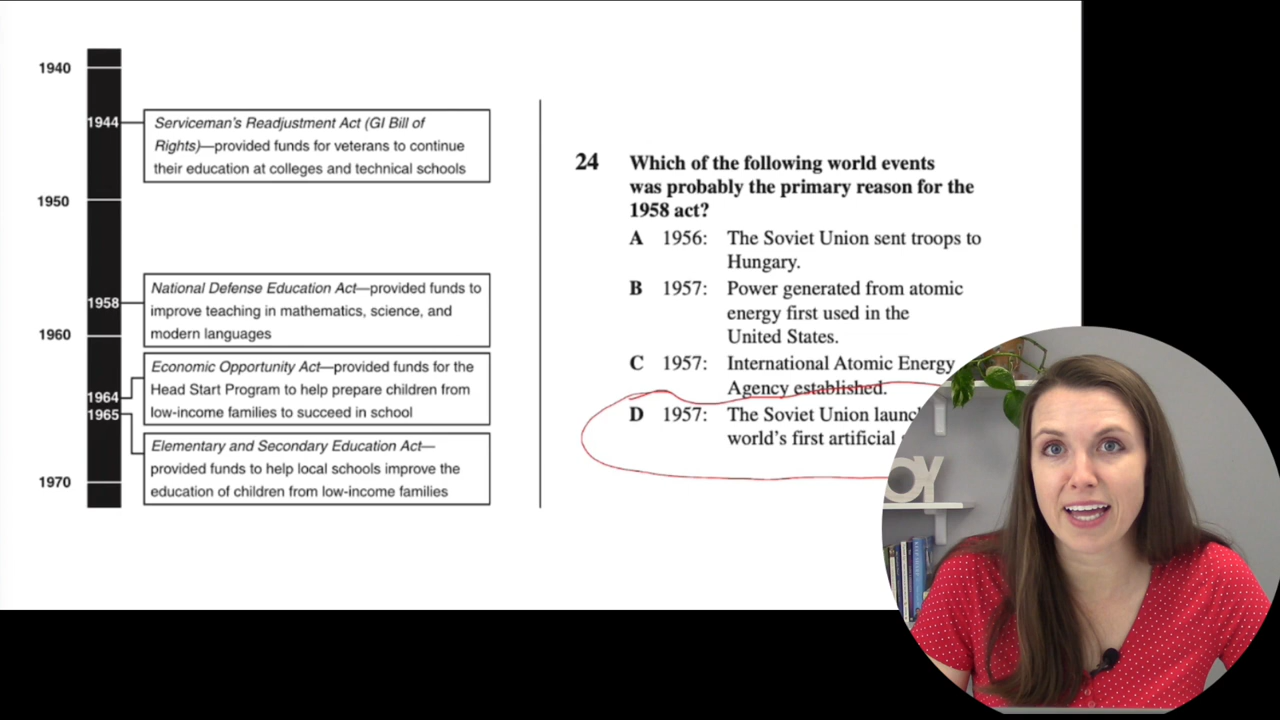 1940
1944
Serviceman's Readjustment Act (GI Bill of
Rights)—provided funds for veterans to continue
their education at colleges and technical schools
1950
1958
National Defense Education Act—provided funds to
improve teaching in mathematics, science, and
modern languages
1960
Economic Opportunity Act—provided funds for the
Head Start Program to help prepare children from
low-income families to succeed in school
1964
1965
Elementary and Secondary Education Act—
provided funds to help local schools improve the
education of children from low-income families
1970
24 Which of the following world events
was probably the primary reason for the
1958 act?
A 1956: The Soviet Union sent troops to
Hungary.
B 1957: Power generated from atomic
energy first used in the
United States.
C 1957: International Atomic Energy
Agency established.
D 1957: The Soviet Union
world's first artificial
OY